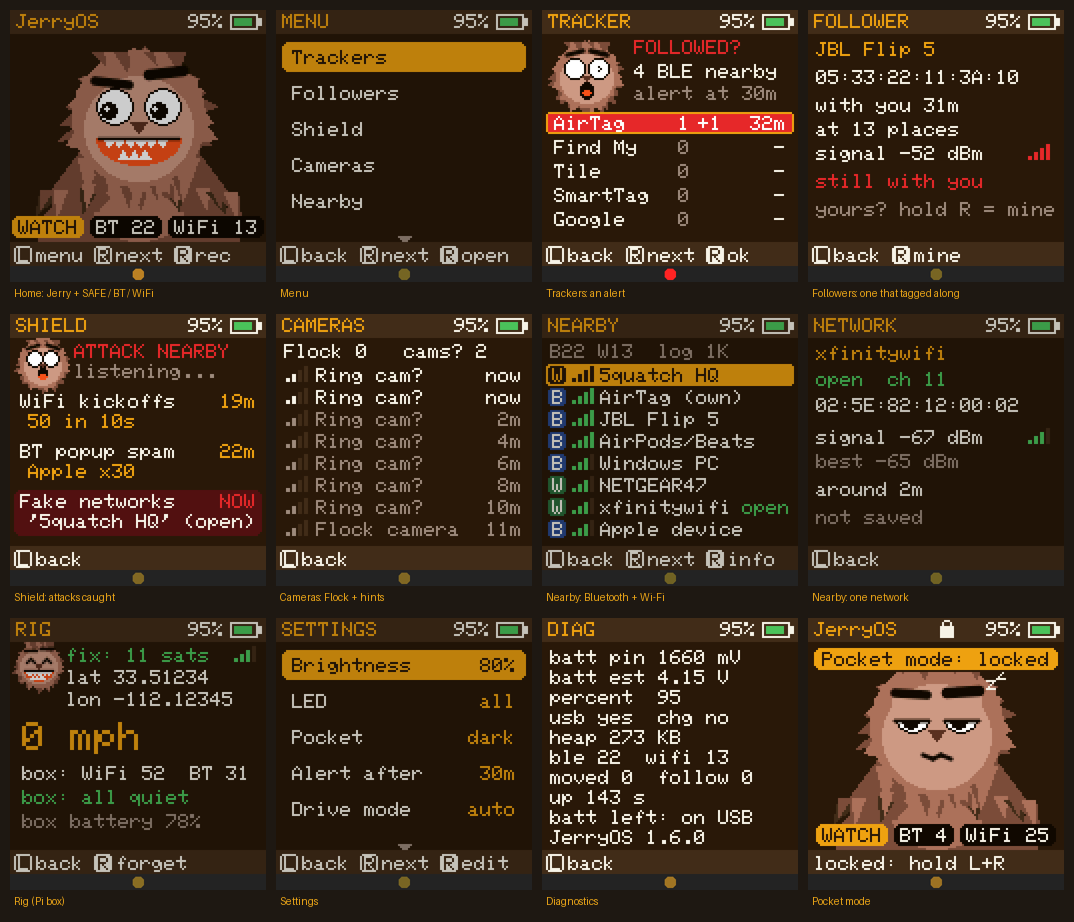 JerryOS 95%
WATCH BT 22 WiFi 13
Lmenu Rnext Rrec
Home: Jerry + SAFE / BT / WiFi
MENU 95%
Trackers
Followers
Shield
Cameras
Nearby
Lback Rnext Ropen
Menu
TRACKER 95%
FOLLOWED?
4 BLE nearby
alert at 30m
AirTag 1 +1 32m
Find My 0 –
Tile 0 –
SmartTag 0 –
Google 0 –
Lback Rnext Rok
Trackers: an alert
FOLLOWER 95%
JBL Flip 5
05:33:22:11:3A:10
with you 31m
at 13 places
signal -52 dBm
still with you
yours? hold R = mine
Lback Rmine
Followers: one that tagged along
SHIELD 95%
ATTACK NEARBY
listening...
WiFi kickoffs 19m
50 in 10s
BT popup spam 22m
Apple x30
Fake networks NOW
'5quatch HQ' (open)
Lback
Shield: attacks caught
CAMERAS 95%
Flock 0 cams? 2
Ring cam? now
Ring cam? now
Ring cam? 2m
Ring cam? 4m
Ring cam? 6m
Ring cam? 8m
Ring cam? 10m
Flock camera 11m
Lback
Cameras: Flock + hints
NEARBY 95%
B22 W13 log 1K
W 5quatch HQ
B AirTag (own)
B JBL Flip 5
B AirPods/Beats
B Windows PC
W NETGEAR47
W xfinitywifi open
B Apple device
Lback Rnext R info
Nearby: Bluetooth + Wi-Fi
NETWORK 95%
xfinitywifi
open ch 11
02:5E:82:12:00:02
signal -67 dBm
best -65 dBm
around 2m
not saved
Lback
Nearby: one network
RIG 95%
fix: 11 sats
lat 33.51234
lon -112.12345
0 mph
box: WiFi 52 BT 31
box: all quiet
box battery 78%
Lback R forget
Rig (Pi box)
SETTINGS 95%
Brightness 80%
LED all
Pocket dark
Alert after 30m
Drive mode auto
Lback Rnext Redit
Settings
DIAG 95%
batt pin 1660 mV
batt est 4.15 V
percent 95
usb yes chg no
heap 273 KB
ble 22 wifi 13
moved 0 follow 0
up 143 s
batt left: on USB
JerryOS 1.6.0
Lback
Diagnostics
JerryOS 95%
Pocket mode: locked
z z
WATCH BT 4 WiFi 25
locked: hold L+R
Pocket mode